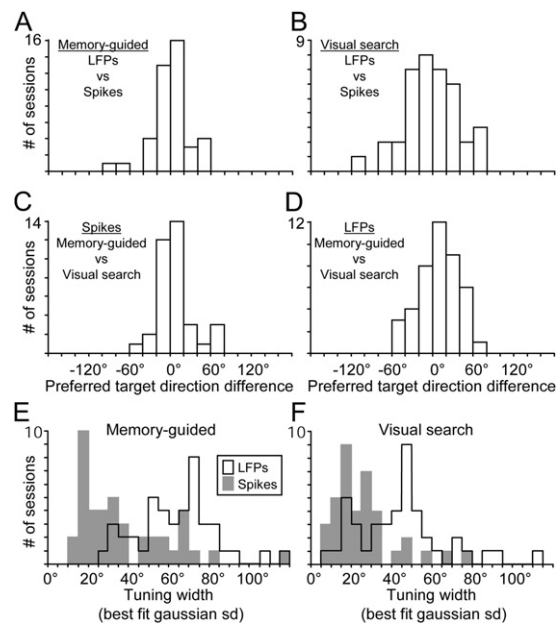 A
16
Memory-guided
LFPs
vs
Spikes
# of sessions
B
9
Visual search
LFPs
vs
Spikes
C
14
Spikes
Memory-guided
vs
Visual search
# of sessions
-120° 0° 120°
Preferred target direction difference
D
12
LFPs
Memory-guided
vs
Visual search
-120° 0° 120°
Preferred target direction difference
E
10
Memory-guided
LFPs
Spikes
# of sessions
0° 20° 40° 60° 80° 100°
Tuning width
(best fit gaussian sd)
F
10
Visual search
0° 20° 40° 60° 80° 100°
Tuning width
(best fit gaussian sd)